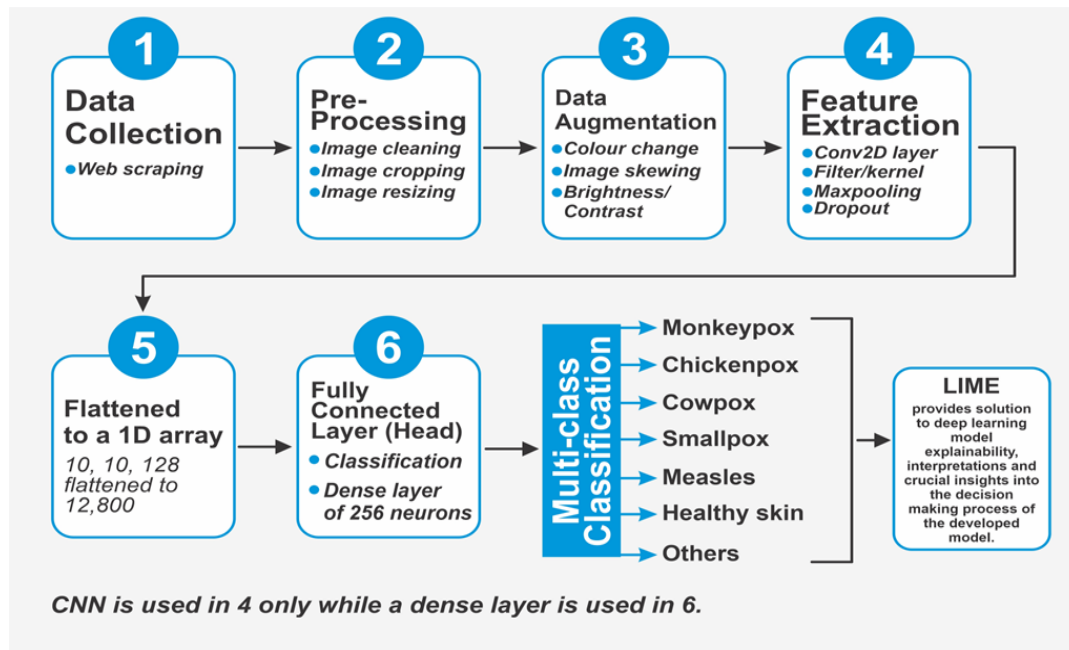 1
Data
Collection
Web scraping
2
Pre-
Processing
Image cleaning
Image cropping
Image resizing
3
Data
Augmentation
Colour change
Image skewing
Brightness/
Contrast
4
Feature
Extraction
Conv2D layer
Filter/kernel
Maxpooling
Dropout
5
Flattened
to a 1D array
10, 10, 128
flattened to
12,800
6
Fully
Connected
Layer (Head)
Classification
Dense layer
of 256 neurons
Multi-class
Classification
Monkeypox
Chickenpox
Cowpox
Smallpox
Measles
Healthy skin
Others
LIME
provides solution
to deep learning
model
explainability,
interpretations and
crucial insights into
the decision
making process of
the developed
model.
CNN is used in 4 only while a dense layer is used in 6.